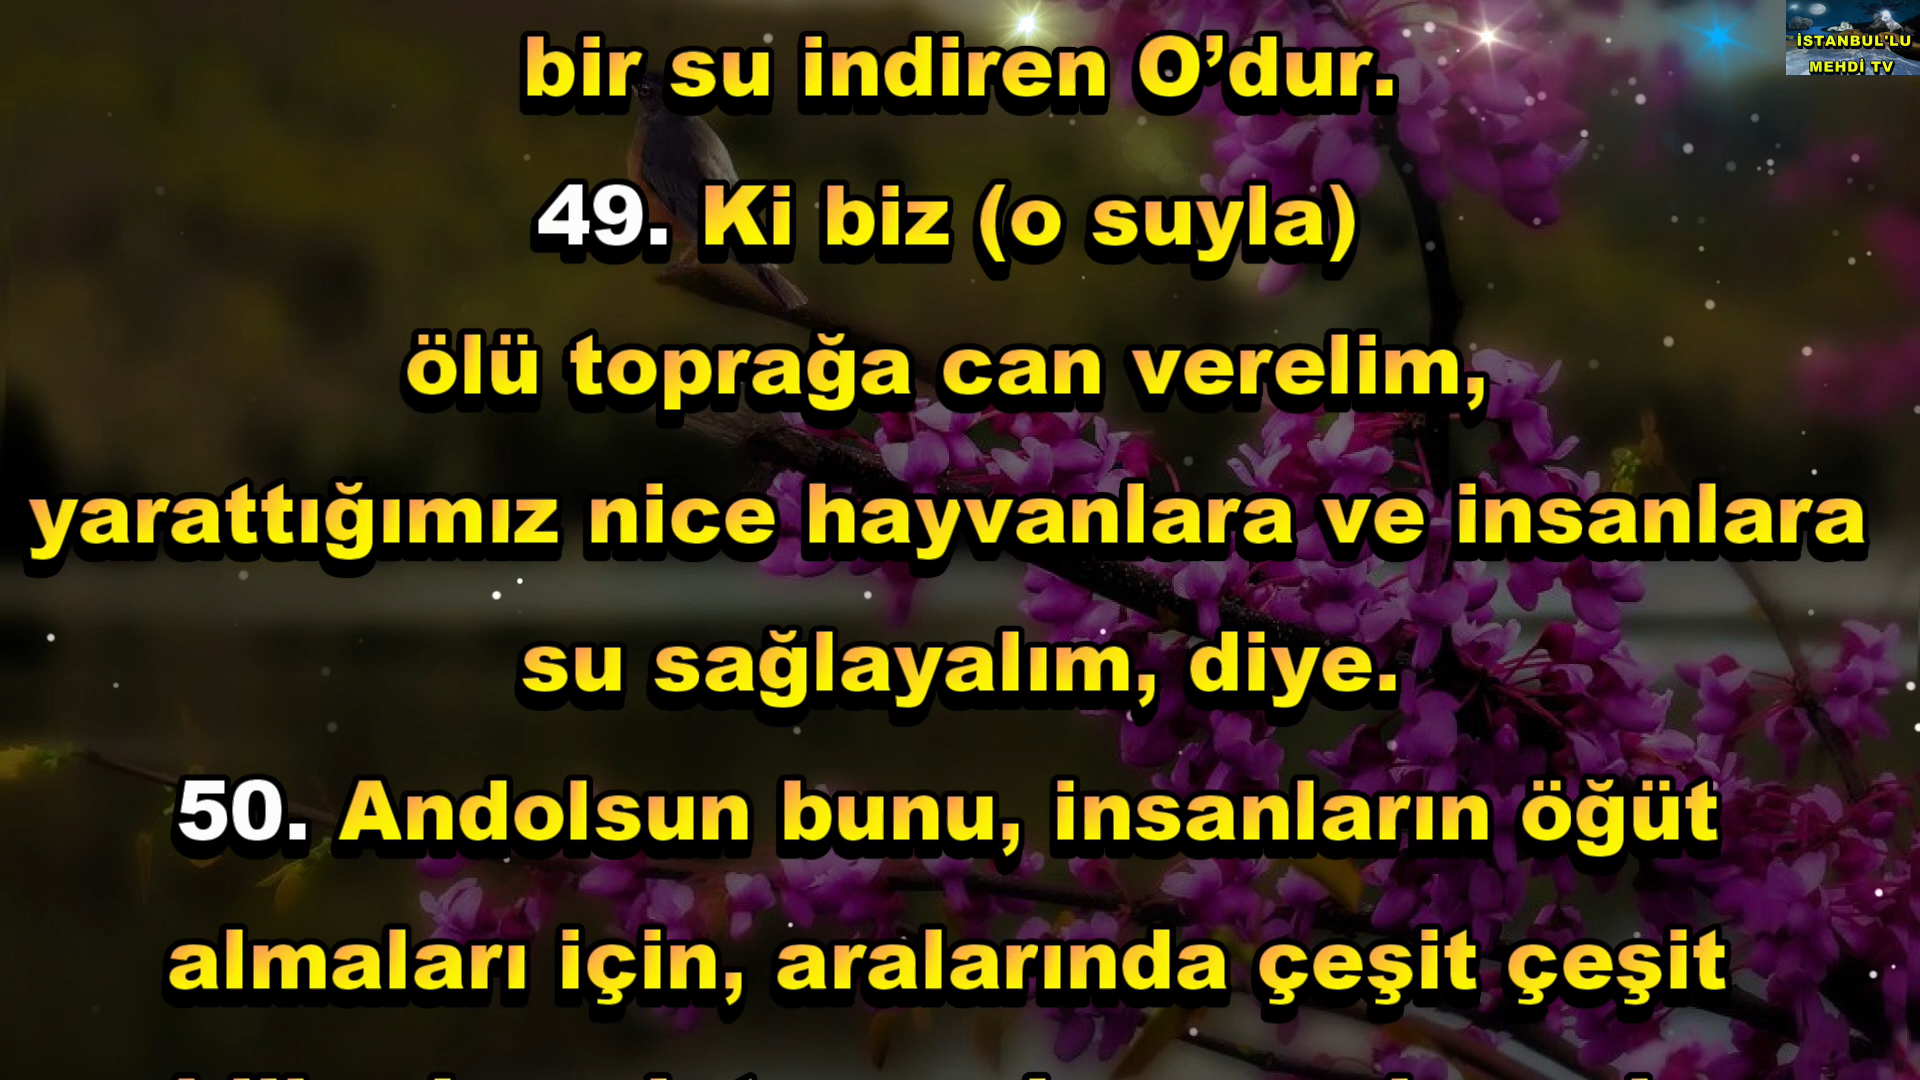 İSTANBUL'LU
MEHDİ TV
bir su indiren O’dur.
49. Ki biz (o suyla)
ölü toprağa can verelim,
yarattığımız nice hayvanlara ve insanlara
su sağlayalım, diye.
50. Andolsun bunu, insanların öğüt
almaları için, aralarında çeşit çeşit